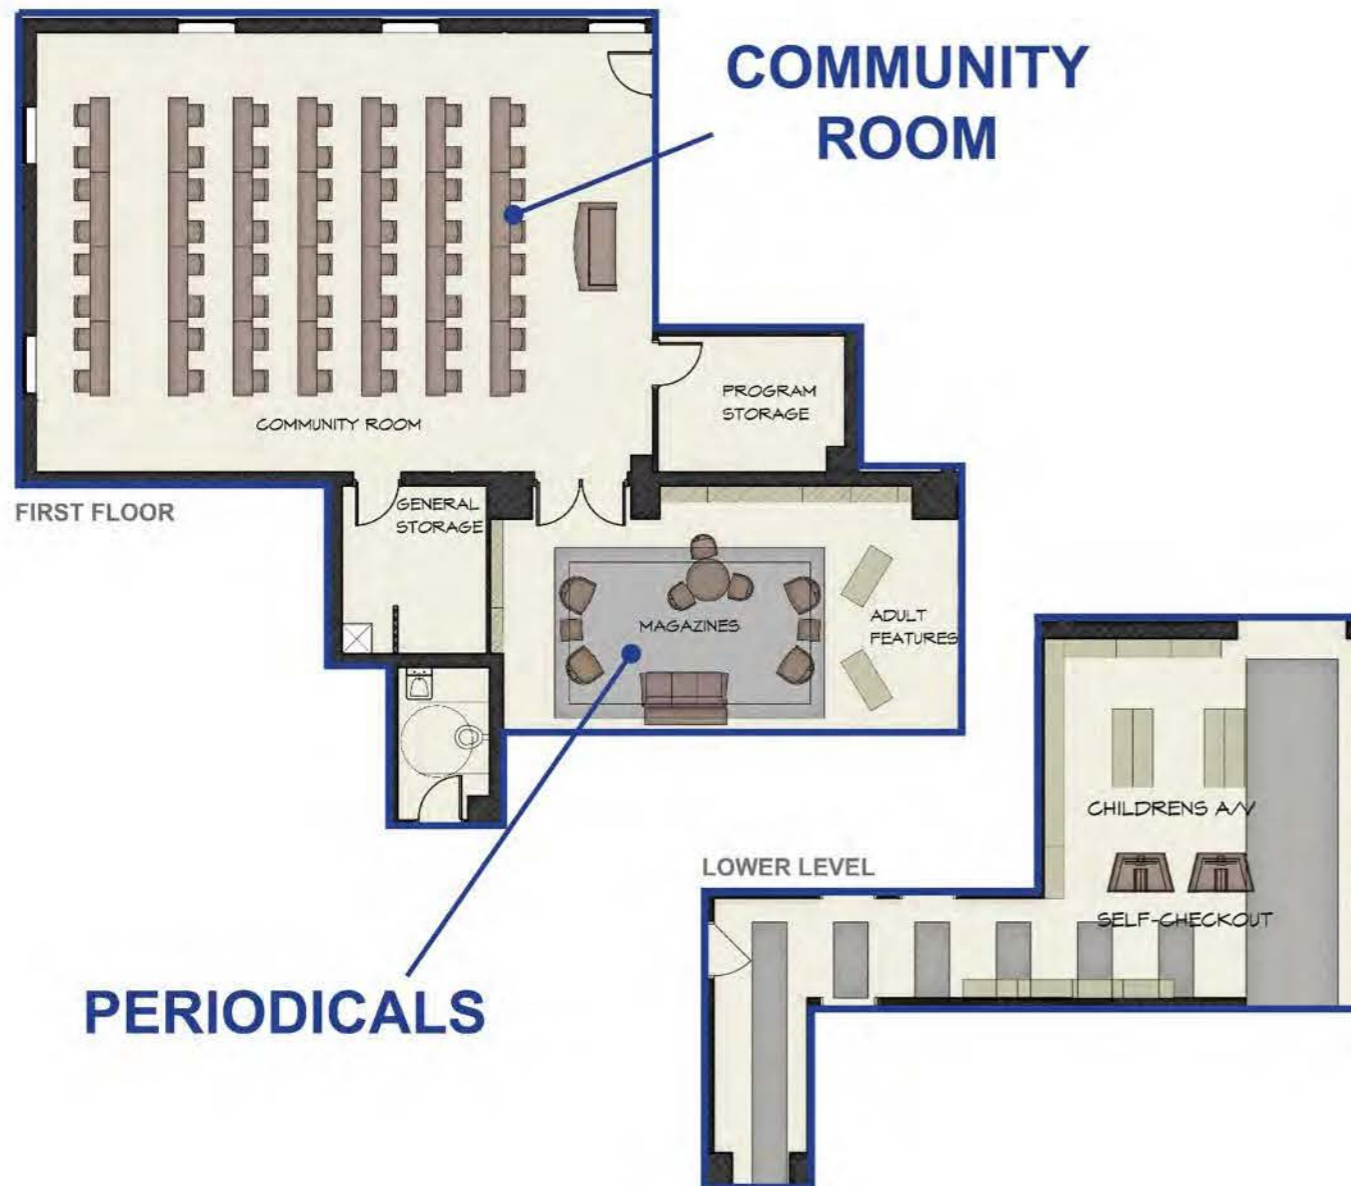 COMMUNITY
ROOM
PROGRAM
STORAGE
COMMUNITY ROOM
FIRST FLOOR
GENERAL
STORAGE
MAGAZINES
ADULT
FEATURES
CHILDRENS A/V
LOWER LEVEL
SELF-CHECKOUT
PERIODICALS